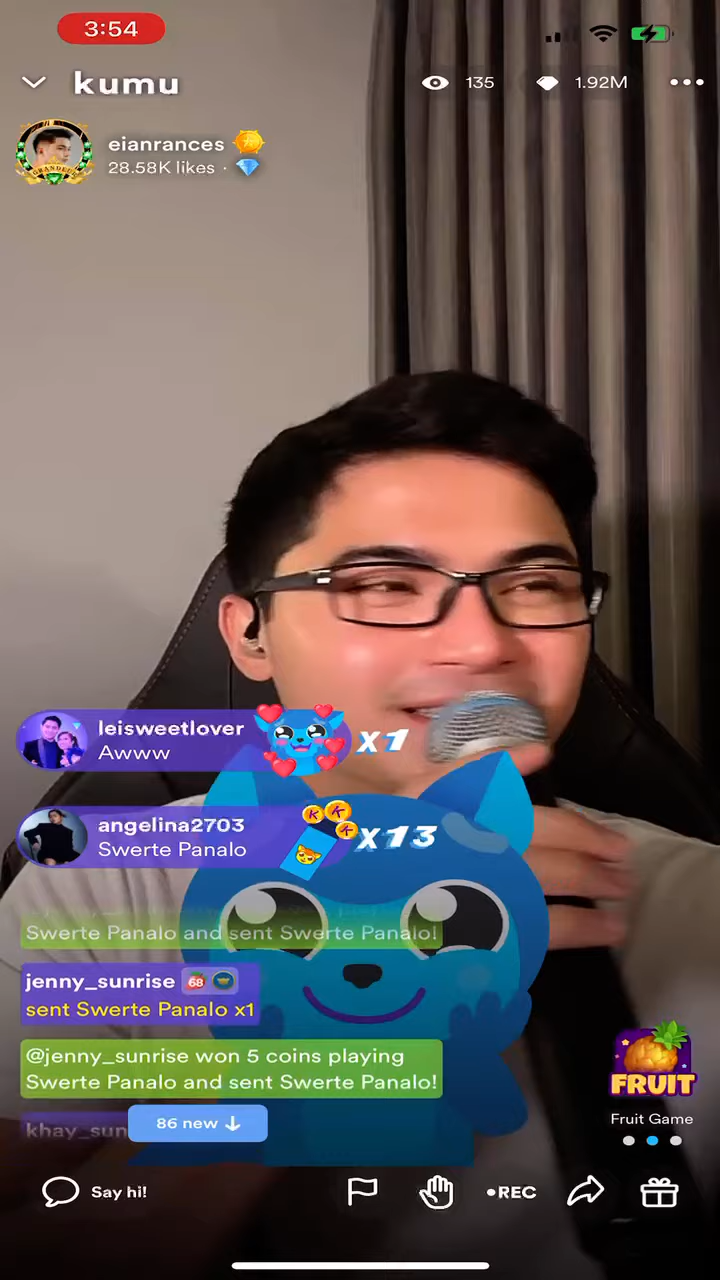 3:54
kumu
135
1.92M
eianrances
28.58K likes ·
GRANDEUR
leisweetlover
Awww
x1
angelina2703
Swerte Panalo
x13
Swerte Panalo and sent Swerte Panalo!
jenny_sunrise 68
sent Swerte Panalo x1
@jenny_sunrise won 5 coins playing
Swerte Panalo and sent Swerte Panalo!
khay_sun
86 new ↓
FRUIT
Fruit Game
Say hi!
•REC